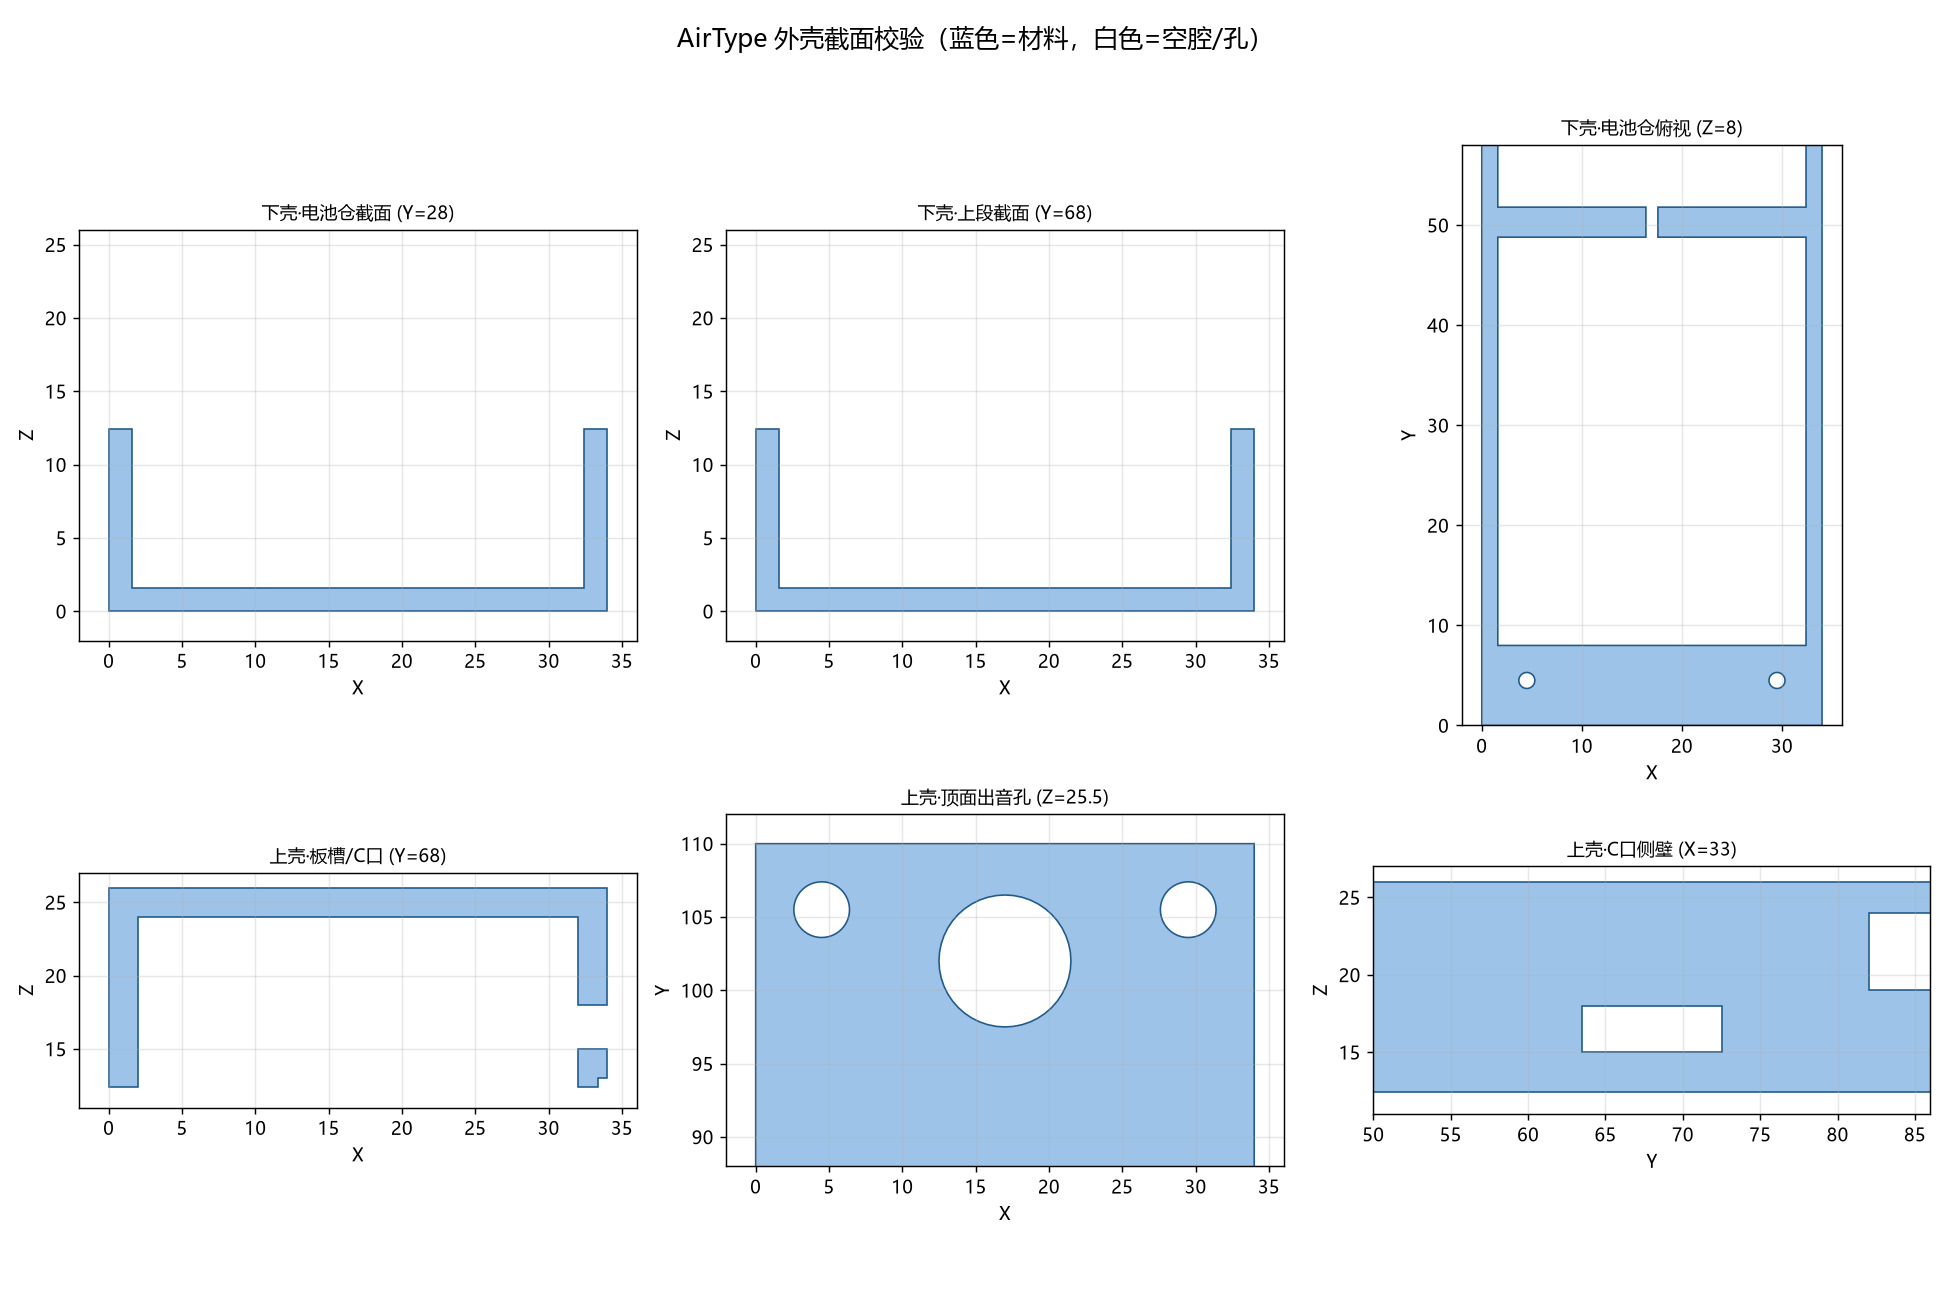 AirType 外壳截面校验（蓝色=材料，白色=空腔/孔）
下壳·电池仓截面 (Y=28)
25
20
15
10
5
0
Z
0 5 10 15 20 25 30 35
X
下壳·上段截面 (Y=68)
25
20
15
10
5
0
Z
0 5 10 15 20 25 30 35
X
下壳·电池仓俯视 (Z=8)
50
40
30
20
10
0
Y
0 10 20 30
X
上壳·板槽/C口 (Y=68)
25
20
15
Z
0 5 10 15 20 25 30 35
X
上壳·顶面出音孔 (Z=25.5)
110
105
100
95
90
Y
0 5 10 15 20 25 30 35
X
上壳·C口侧壁 (X=33)
25
20
15
Z
50 55 60 65 70 75 80 85
Y